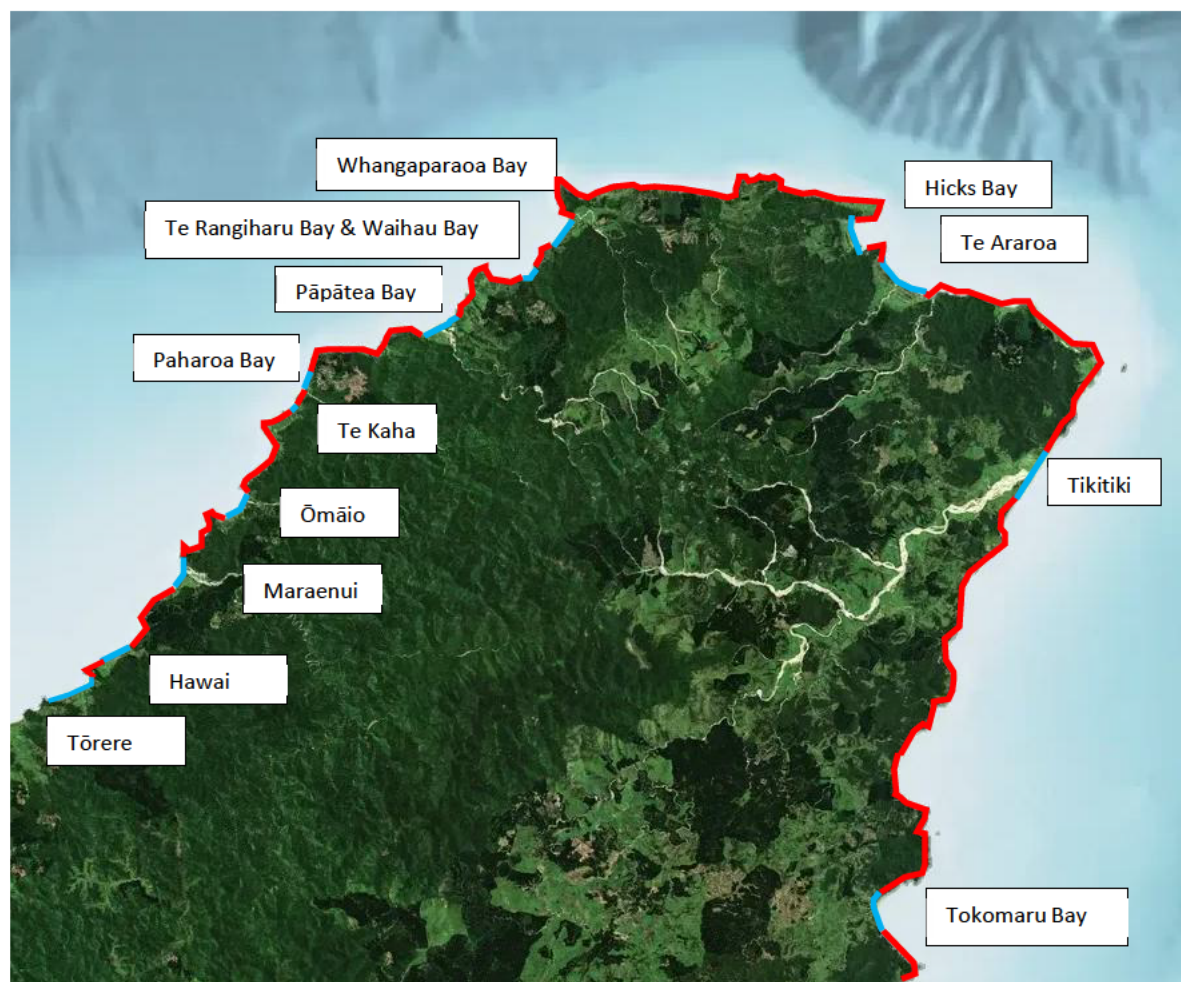 Whangaparaoa Bay
Hicks Bay
Te Rangiharu Bay & Waihau Bay
Te Araroa
Pāpātea Bay
Paharoa Bay
Te Kaha
Tikitiki
Ōmāio
Maraenui
Hawai
Tōrere
Tokomaru Bay